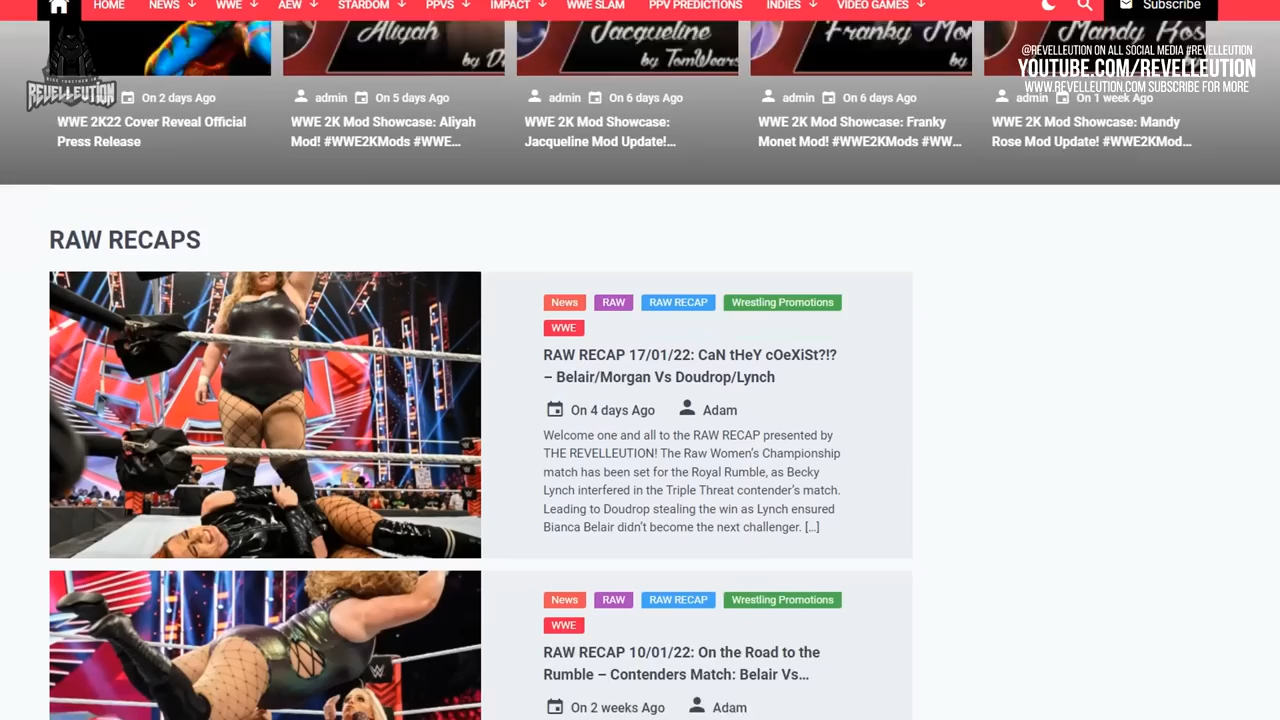 HOME NEWS WWE AEW STARDOM PPVS IMPACT WWE SLAM PPV PREDICTIONS INDIES VIDEO GAMES Subscribe
Aliyah
Jacqueline
by TomWears
@REVELLEUTION ON ALL SOCIAL MEDIA #REVELLEUTION
YOUTUBE.COM/REVELLEUTION
WWW.REVELLEUTION.COM SUBSCRIBE FOR MORE
RISE TOGETHER IN
REVELLEUTION
On 2 days Ago
admin On 5 days Ago
admin On 6 days Ago
admin On 6 days Ago
admin On 1 week Ago
WWE 2K22 Cover Reveal Official
Press Release
WWE 2K Mod Showcase: Aliyah
Mod! #WWE2KMods #WWE...
WWE 2K Mod Showcase:
Jacqueline Mod Update!...
WWE 2K Mod Showcase: Franky
Monet Mod! #WWE2KMods #WW...
WWE 2K Mod Showcase: Mandy
Rose Mod Update! #WWE2KMod...
RAW RECAPS
News RAW RAW RECAP Wrestling Promotions
WWE
RAW RECAP 17/01/22: CaN tHeY cOeXiSt?!?
– Belair/Morgan Vs Doudrop/Lynch
On 4 days Ago Adam
Welcome one and all to the RAW RECAP presented by
THE REVELLEUTION! The Raw Women's Championship
match has been set for the Royal Rumble, as Becky
Lynch interfered in the Triple Threat contender's match.
Leading to Doudrop stealing the win as Lynch ensured
Bianca Belair didn't become the next challenger. [...]
News RAW RAW RECAP Wrestling Promotions
WWE
RAW RECAP 10/01/22: On the Road to the
Rumble – Contenders Match: Belair Vs...
On 2 weeks Ago Adam